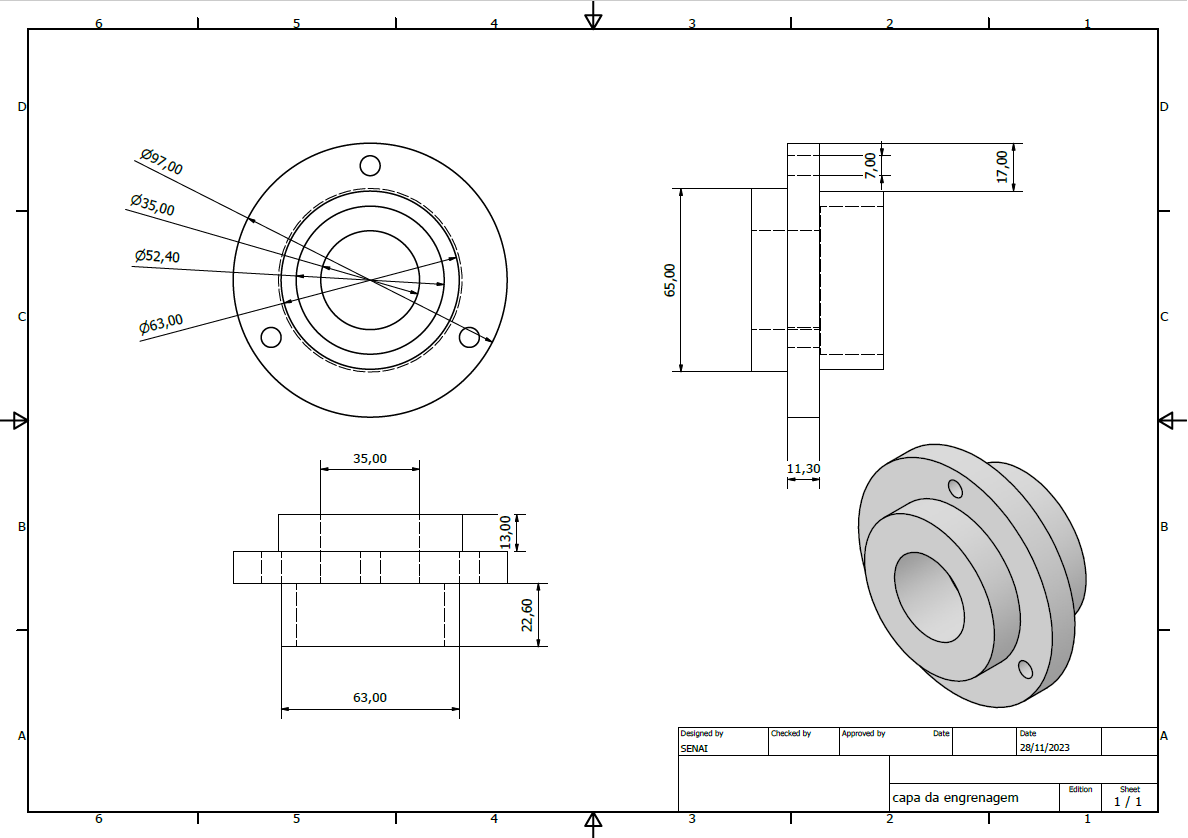 6 5 4 3 2 1
D D
Ø97,00
Ø35,00
Ø52,40
Ø63,00
7,00
17,00
65,00
C C
11,30
35,00
13,00
B B
22,60
63,00
A A
Designed by Checked by Approved by Date Date
SENAI 28/11/2023
Edition Sheet
capa da engrenagem 1 / 1
6 5 4 3 2 1